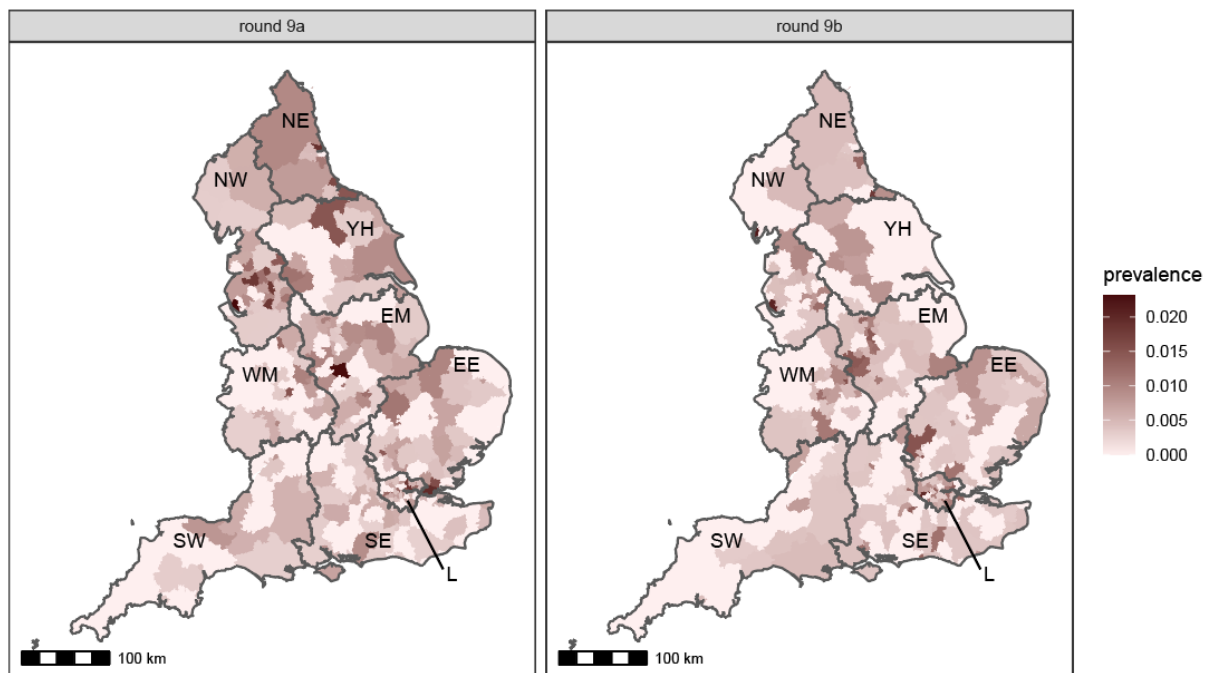 round 9a
round 9b
NE
NW
YH
EM
WM
EE
SW
SE
L
100 km
NE
NW
YH
EM
WM
EE
SW
SE
L
100 km
prevalence
0.020
0.015
0.010
0.005
0.000